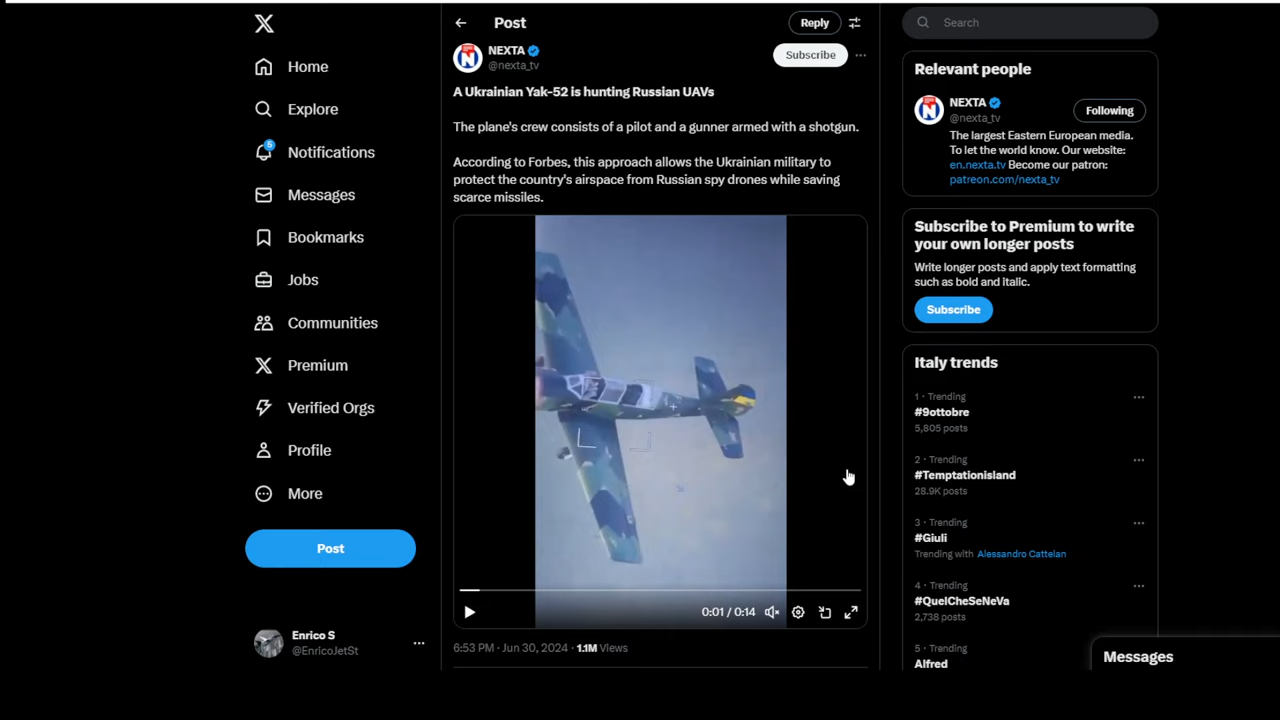 Home
Explore
5
Notifications
Messages
Bookmarks
Jobs
Communities
Premium
Verified Orgs
Profile
More
Post
Enrico S
@EnricoJetSt
Post
Reply
NEXTA
@nexta_tv
Subscribe
A Ukrainian Yak-52 is hunting Russian UAVs
The plane's crew consists of a pilot and a gunner armed with a shotgun.
According to Forbes, this approach allows the Ukrainian military to
protect the country's airspace from Russian spy drones while saving
scarce missiles.
0:01 / 0:14
6:53 PM · Jun 30, 2024 · 1.1M Views
Search
Relevant people
NEXTA
@nexta_tv
Following
The largest Eastern European media.
To let the world know. Our website:
en.nexta.tv Become our patron:
patreon.com/nexta_tv
Subscribe to Premium to write
your own longer posts
Write longer posts and apply text formatting
such as bold and italic.
Subscribe
Italy trends
1 · Trending
#9ottobre
5,805 posts
2 · Trending
#Temptationisland
28.9K posts
3 · Trending
#Giuli
Trending with Alessandro Cattelan
4 · Trending
#QuelCheSeNeVa
2,738 posts
5 · Trending
Alfred
Messages